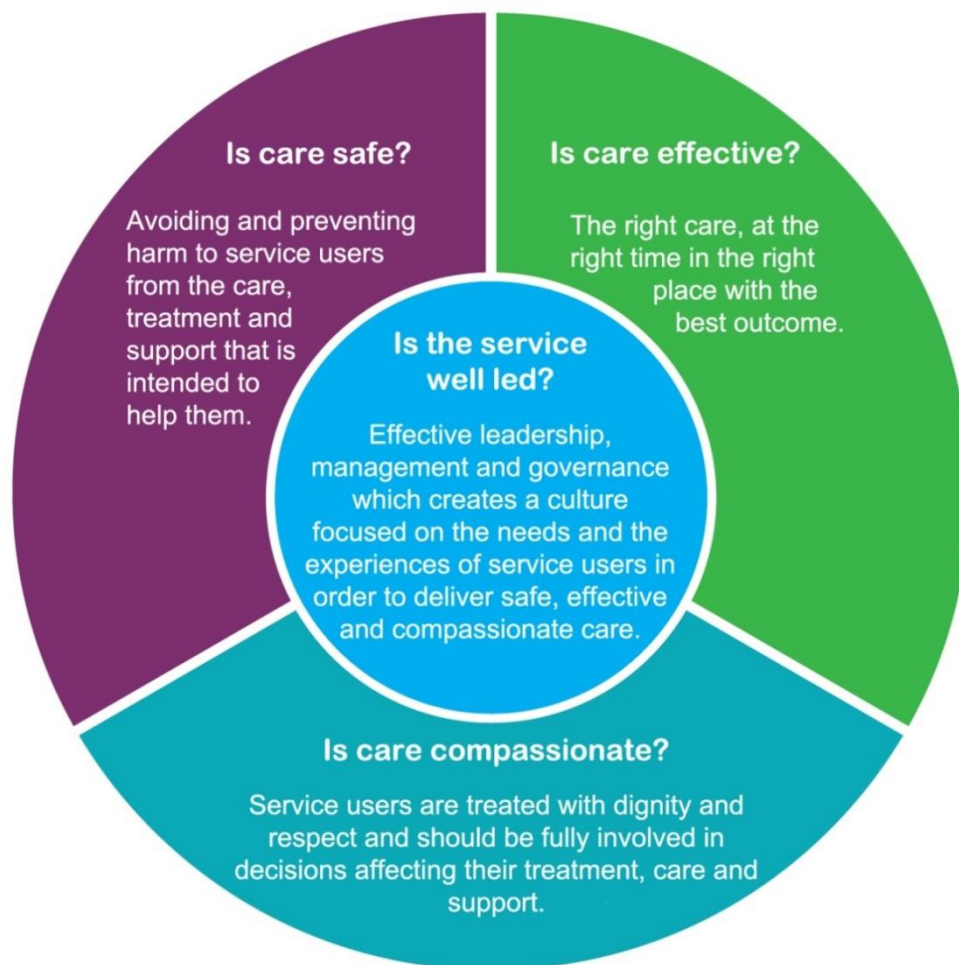 Is care safe?
Avoiding and preventing
harm to service users
from the care,
treatment and
support that is
intended to
help them.
Is care effective?
The right care, at the
right time in the right
place with the
best outcome.
Is the service
well led?
Effective leadership,
management and governance
which creates a culture
focused on the needs and the
experiences of service users in
order to deliver safe, effective
and compassionate care.
Is care compassionate?
Service users are treated with dignity and
respect and should be fully involved in
decisions affecting their treatment, care and
support.